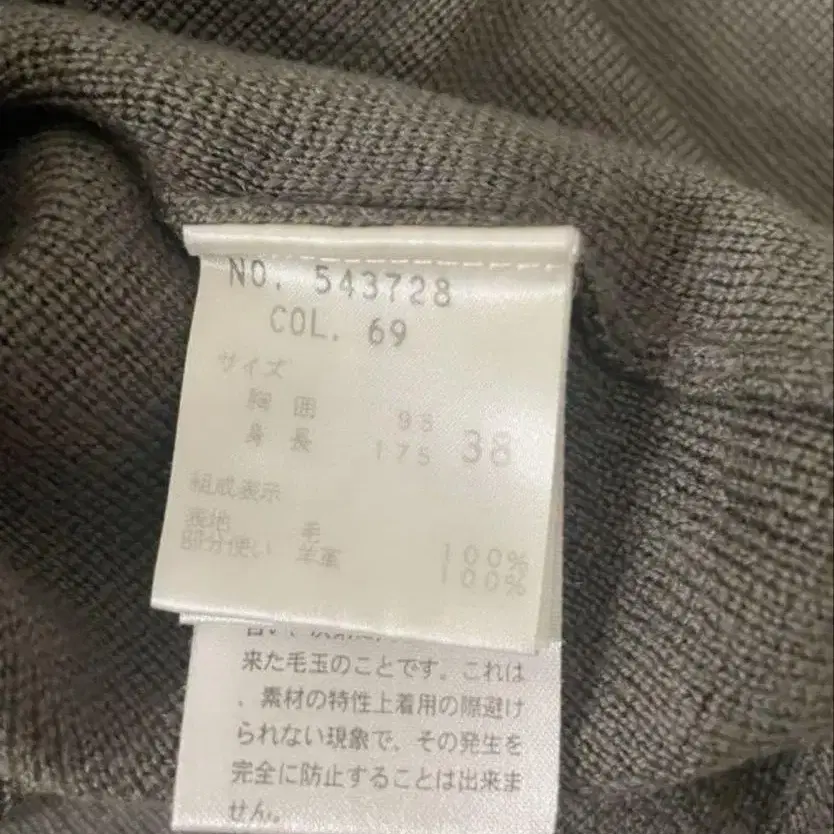 NO. 543728
COL. 69
サイズ
胸 囲 98
身 長 175 38
組成表示
表地 毛 100%
部分使い 羊革 100%
来た毛玉のことです。これは
、素材の特性上着用の際避け
られない現象で、その発生を
完全に防止することは出来ま
せん。